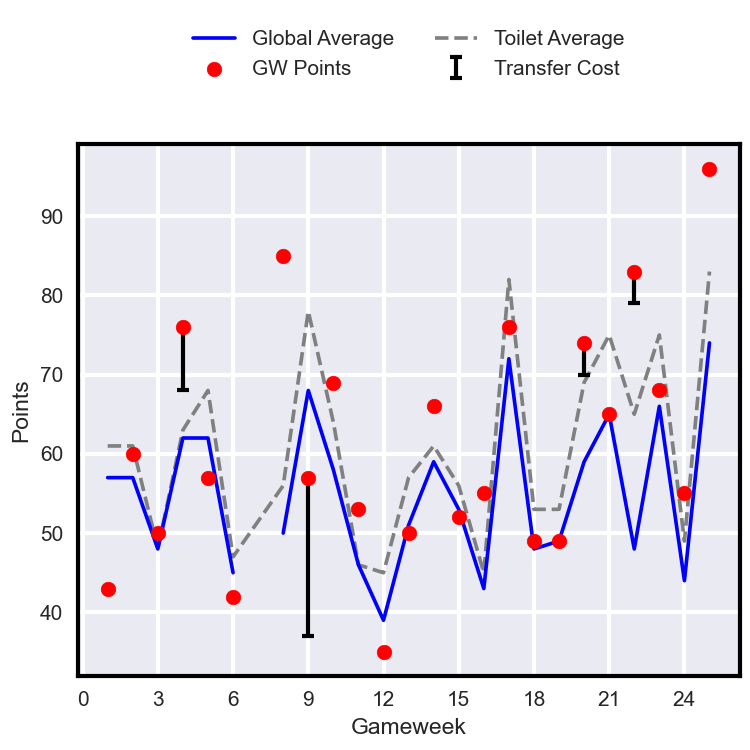 Global Average
Toilet Average
GW Points
Transfer Cost
90
80
70
60
50
40
Points
0 3 6 9 12 15 18 21 24
Gameweek